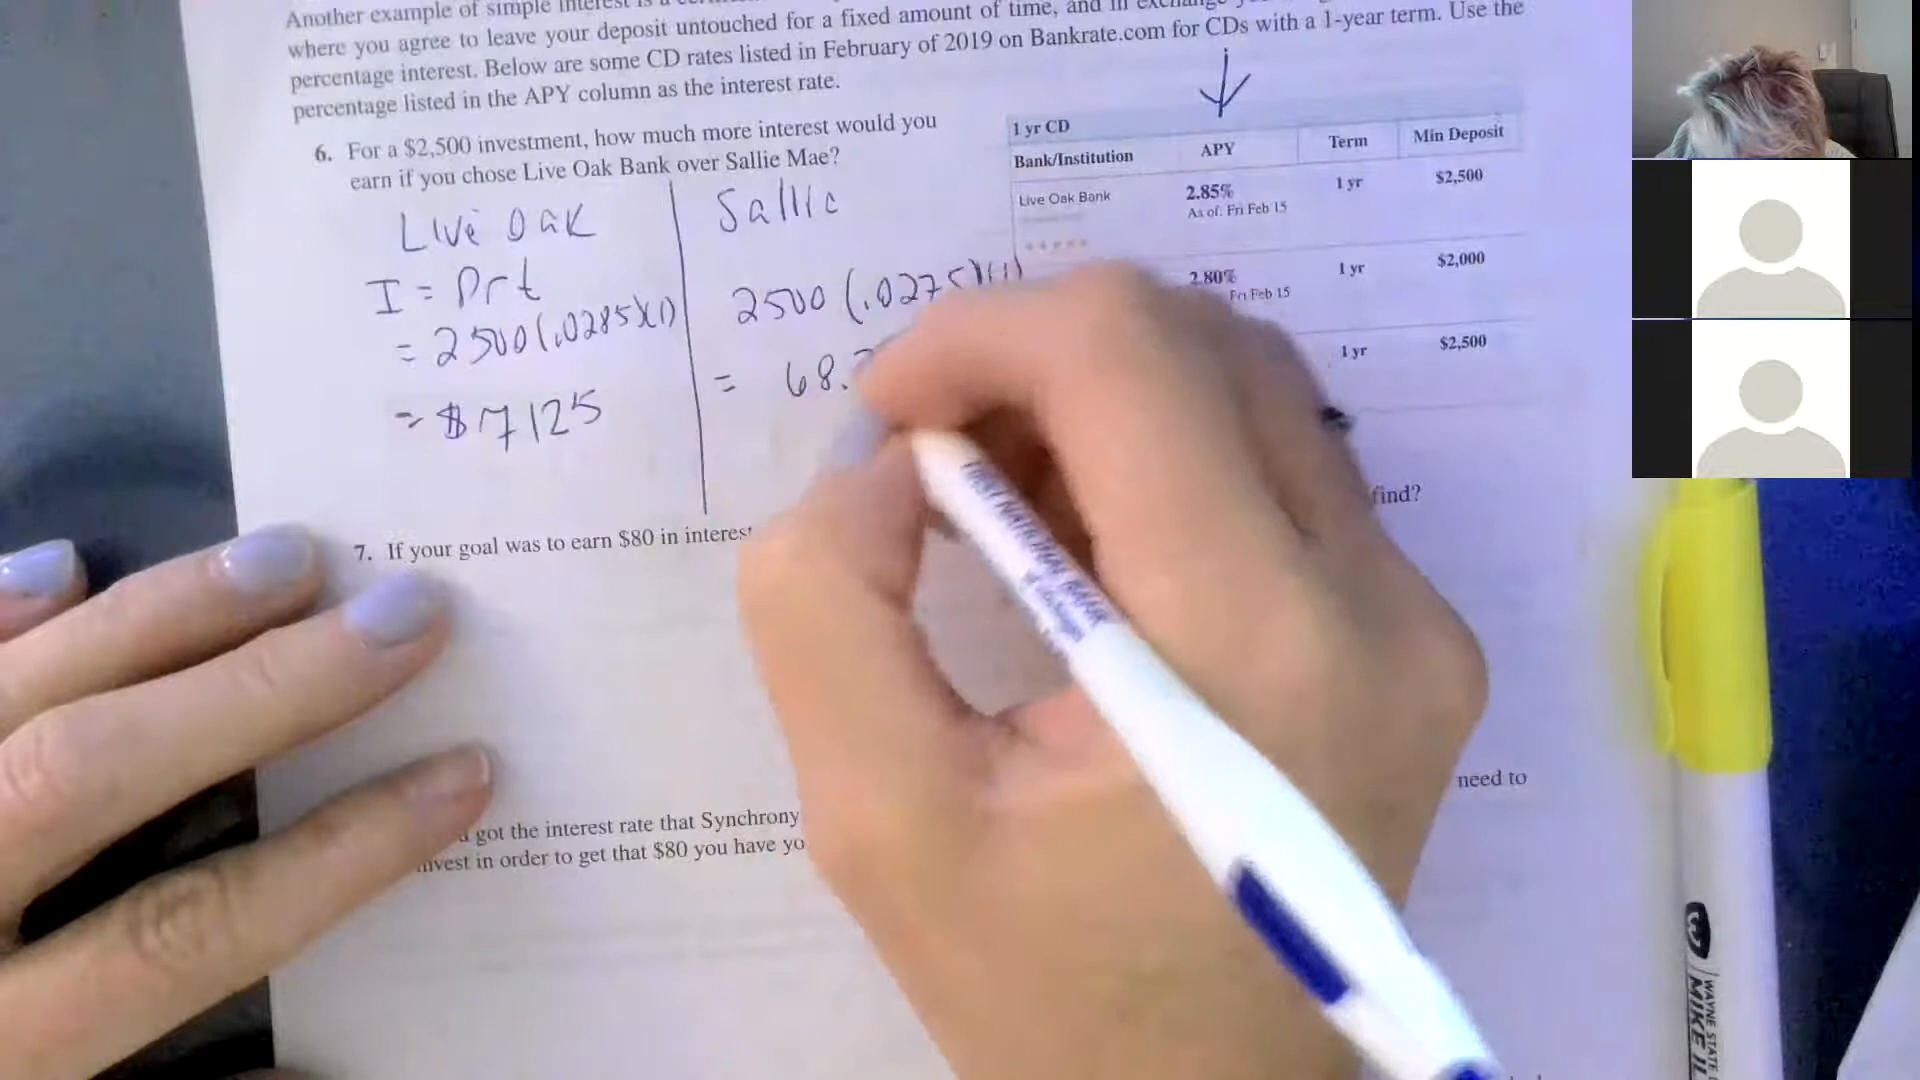 Another example of simple interest is a
where you agree to leave your deposit untouched for a fixed amount of time, and in exchange
percentage interest. Below are some CD rates listed in February of 2019 on Bankrate.com for CDs with a 1-year term. Use the
percentage listed in the APY column as the interest rate.
6. For a $2,500 investment, how much more interest would you
earn if you chose Live Oak Bank over Sallie Mae?
Live Oak
I = Prt
= 2500(.0285)(1)
= $7125
Sallie
2500 (.0275)(1)
= 68.
1 yr CD
Bank/Institution APY Term Min Deposit
Live Oak Bank 2.85% 1 yr $2,500
As of: Fri Feb 15
2.80% 1 yr $2,000
Fri Feb 15
1 yr $2,500
7. If your goal was to earn $80 in interest
find?
got the interest rate that Synchrony
need to
invest in order to get that $80 you have
FIRST NATIONAL BANK
WAYNE STATE